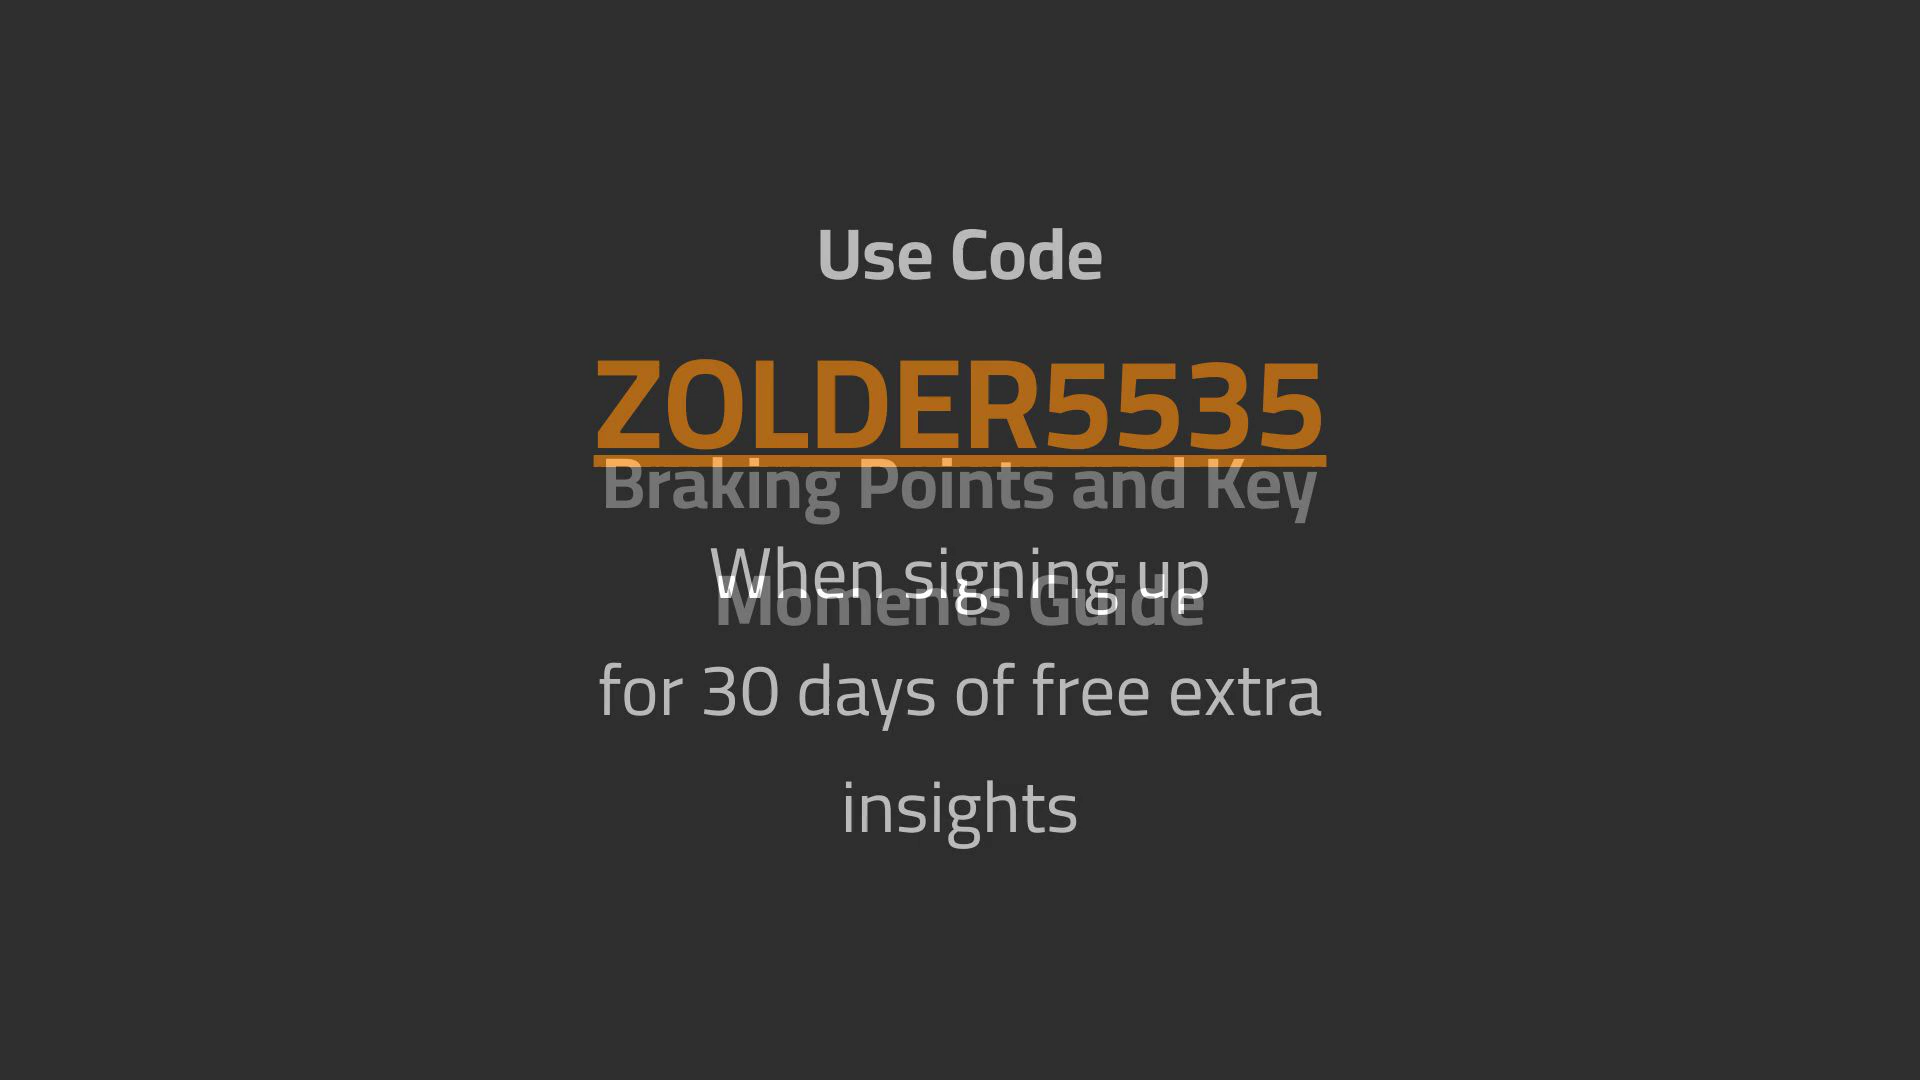 Use Code
ZOLDER5535
Braking Points and Key
When signing up
Moments Guide
for 30 days of free extra
insights